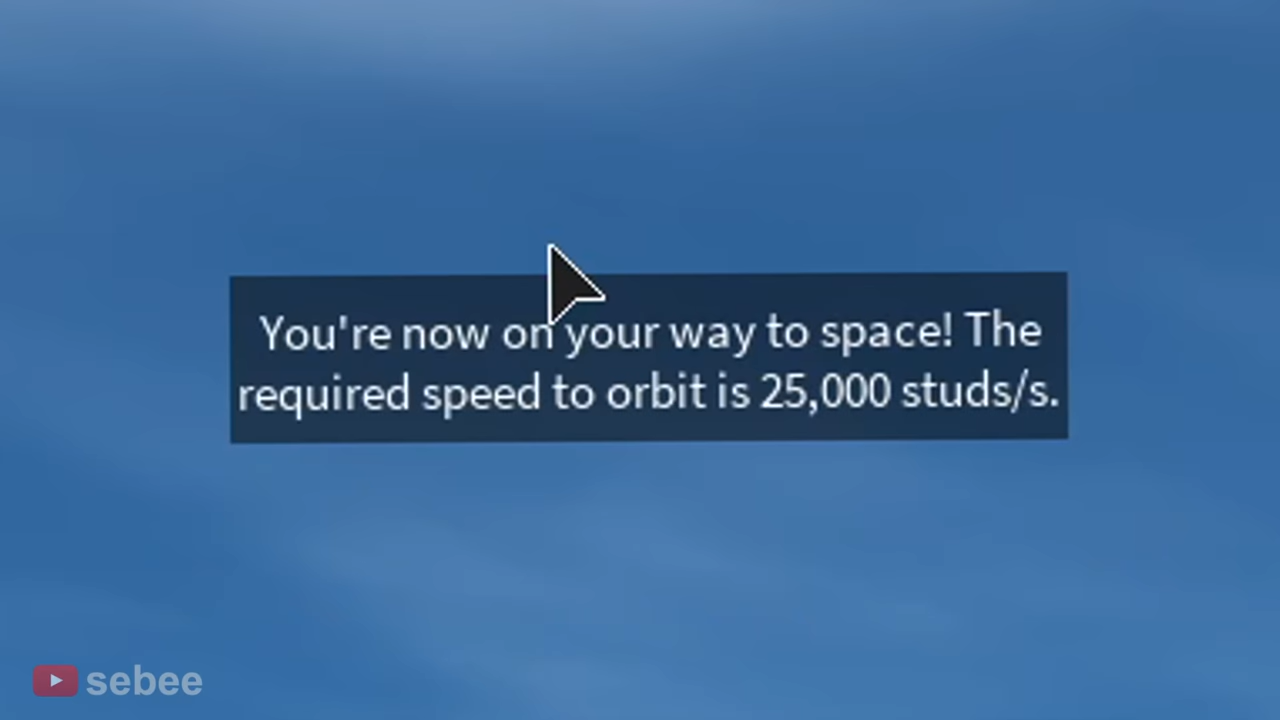 You're now on your way to space! The
required speed to orbit is 25,000 studs/s.
sebee